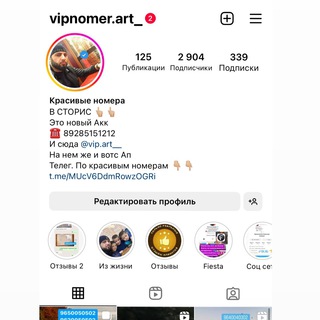 vipnomer.art_ 2
125 2 904 339
Публикации Подписчики Подписки
Красивые номера
В СТОРИС 👆🏻👆🏻
Это новый Акк
☎️ 89285151212
И сюда @vip.art__
На нем же и вотс Ап
Телег. По красивым номерам 👇🏻👇🏻
t.me/MUcV6DdmRowzOGRi
Редактировать профиль
Отзывы 2 Из жизни Отзывы Fiesta Соц сет
9650050502